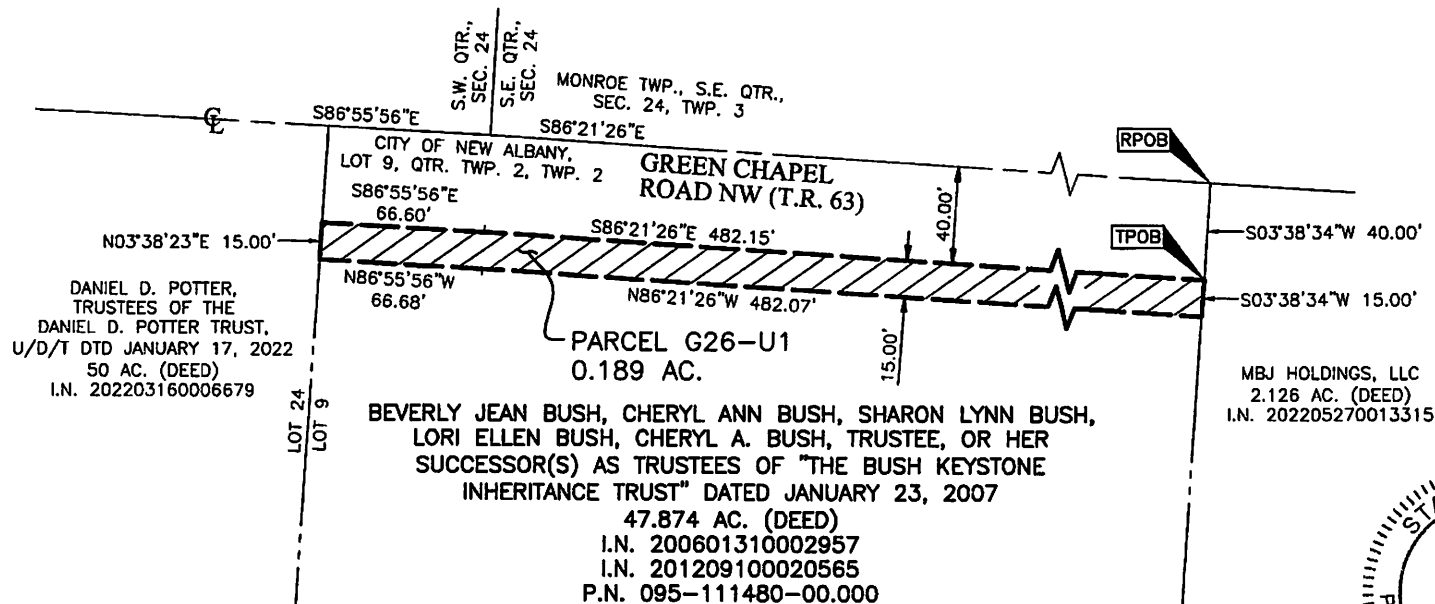 S.W. QTR.,
SEC. 24
S.E. QTR.,
SEC. 24
MONROE TWP., S.E. QTR.,
SEC. 24, TWP. 3
CL
S86°55'56"E
S86°21'26"E
RPOB
CITY OF NEW ALBANY,
LOT 9, QTR. TWP. 2, TWP. 2
GREEN CHAPEL
ROAD NW (T.R. 63)
40.00'
S86°55'56"E
66.60'
S86°21'26"E 482.15'
TPOB
S03°38'34"W 40.00'
N03°38'23"E 15.00'
N86°55'56"W
66.68'
N86°21'26"W 482.07'
S03°38'34"W 15.00'
DANIEL D. POTTER,
TRUSTEES OF THE
DANIEL D. POTTER TRUST,
U/D/T DTD JANUARY 17, 2022
50 AC. (DEED)
I.N. 202203160006679
PARCEL G26-U1
0.189 AC.
15.00'
MBJ HOLDINGS, LLC
2.126 AC. (DEED)
I.N. 202205270013315
LOT 24
LOT 9
BEVERLY JEAN BUSH, CHERYL ANN BUSH, SHARON LYNN BUSH,
LORI ELLEN BUSH, CHERYL A. BUSH, TRUSTEE, OR HER
SUCCESSOR(S) AS TRUSTEES OF "THE BUSH KEYSTONE
INHERITANCE TRUST" DATED JANUARY 23, 2007
47.874 AC. (DEED)
I.N. 200601310002957
I.N. 201209100020565
P.N. 095-111480-00.000